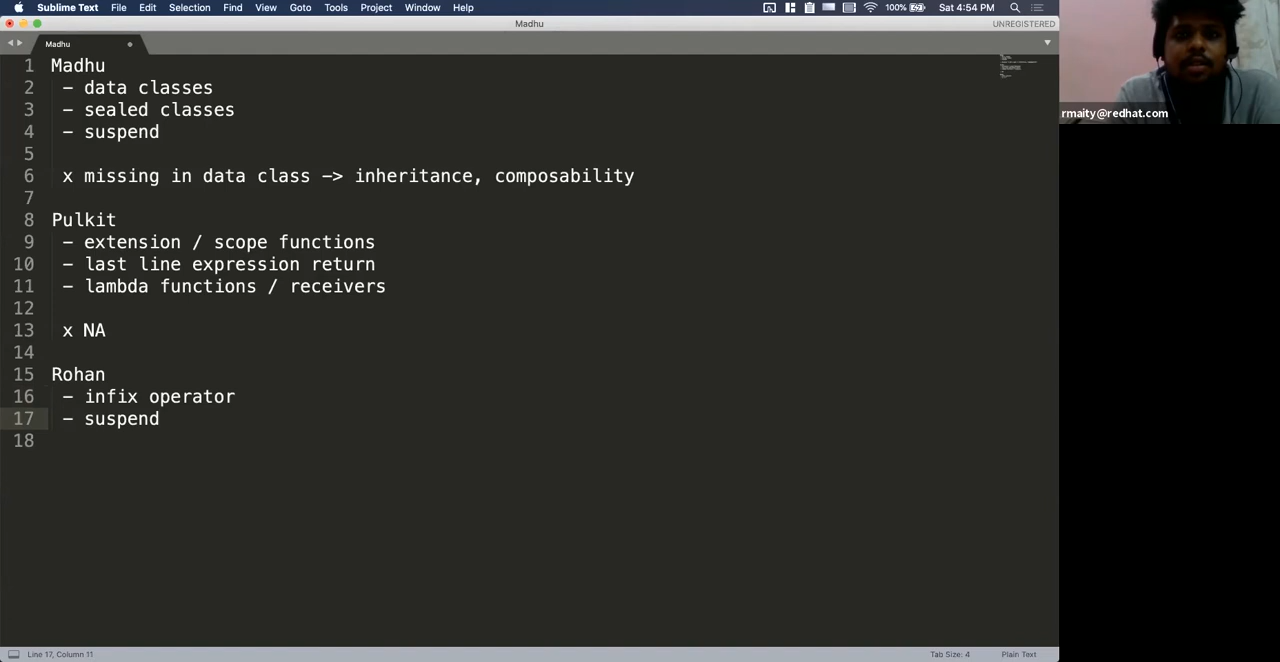 Sublime Text File Edit Selection Find View Goto Tools Project Window Help 100% Sat 4:54 PM
Madhu UNREGISTERED
Madhu
1 Madhu
2 - data classes
3 - sealed classes
4 - suspend
5
6 x missing in data class -> inheritance, composability
7
8 Pulkit
9 - extension / scope functions
10 - last line expression return
11 - lambda functions / receivers
12
13 x NA
14
15 Rohan
16 - infix operator
17 - suspend
18
rmaity@redhat.com
Line 17, Column 11 Tab Size: 4 Plain Text